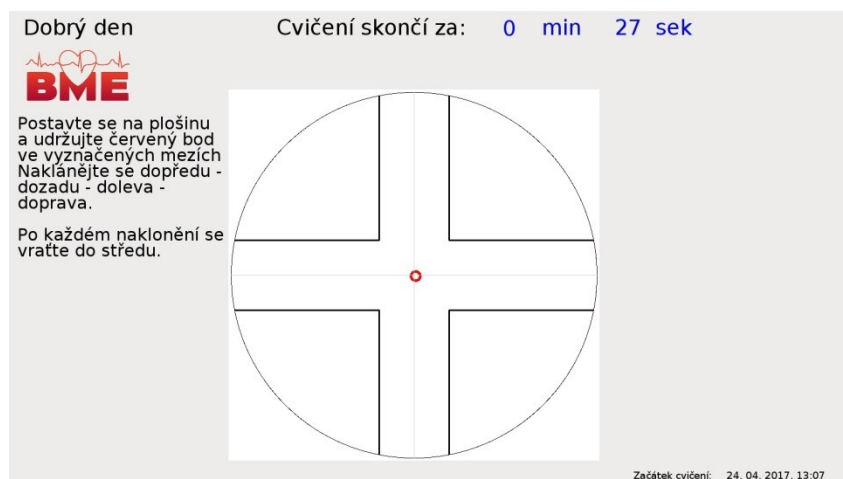 Dobrý den
Cvičení skončí za: 0 min 27 sek
BME
Postavte se na plošinu
a udržujte červený bod
ve vyznačených mezích
Naklánějte se dopředu -
dozadu - doleva -
doprava.
Po každém naklonění se
vraťte do středu.
Začátek cvičení: 24. 04. 2017, 13:07